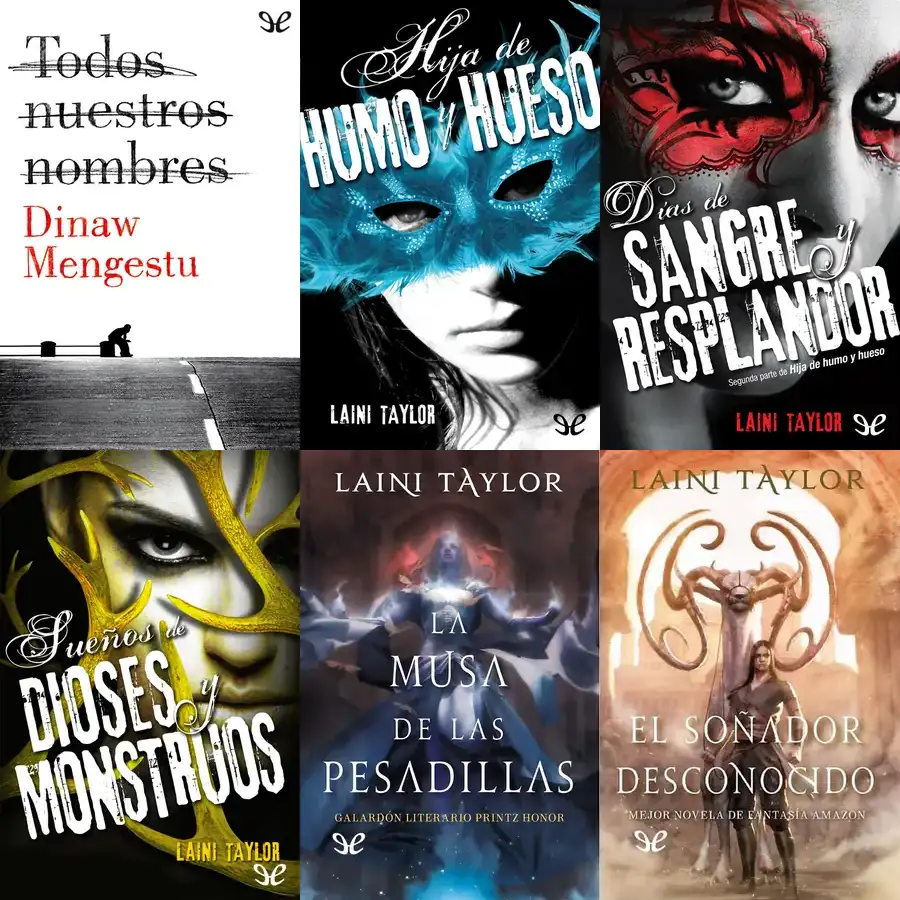 Todos
nuestros
nombres
Dinaw
Mengestu
Hija de
HUMO y HUESO
LAINI TAYLOR
Días de
SANGRE y
RESPLANDOR
Segunda parte de Hija de humo y hueso
LAINI TAYLOR
Sueños de
DIOSES y
MONSTRUOS
LAINI TAYLOR
LAINI TAYLOR
LA
MUSA
DE LAS
PESADILLAS
GALARDÓN LITERARIO PRINTZ HONOR
LAINI TAYLOR
EL SOÑADOR
DESCONOCIDO
"MEJOR NOVELA DE FANTASÍA AMAZON